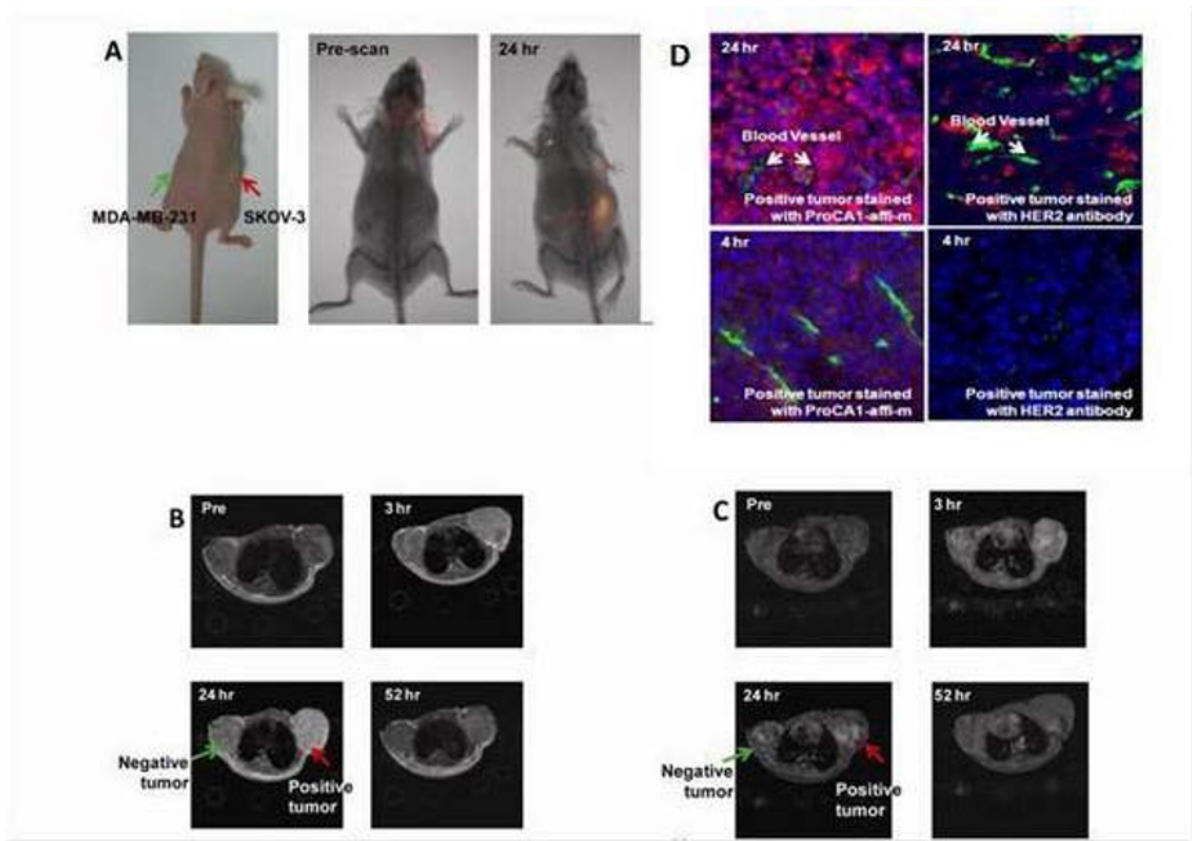 A
MDA-MB-231
SKOV-3
Pre-scan
24 hr
D
24 hr
Blood Vessel
Positive tumor stained
with ProCA1-affi-m
24 hr
Blood Vessel
Positive tumor stained
with HER2 antibody
4 hr
Positive tumor stained
with ProCA1-affi-m
4 hr
Positive tumor stained
with HER2 antibody
B
Pre
3 hr
24 hr
Negative
tumor
Positive
tumor
52 hr
C
Pre
3 hr
24 hr
Negative
tumor
Positive
tumor
52 hr